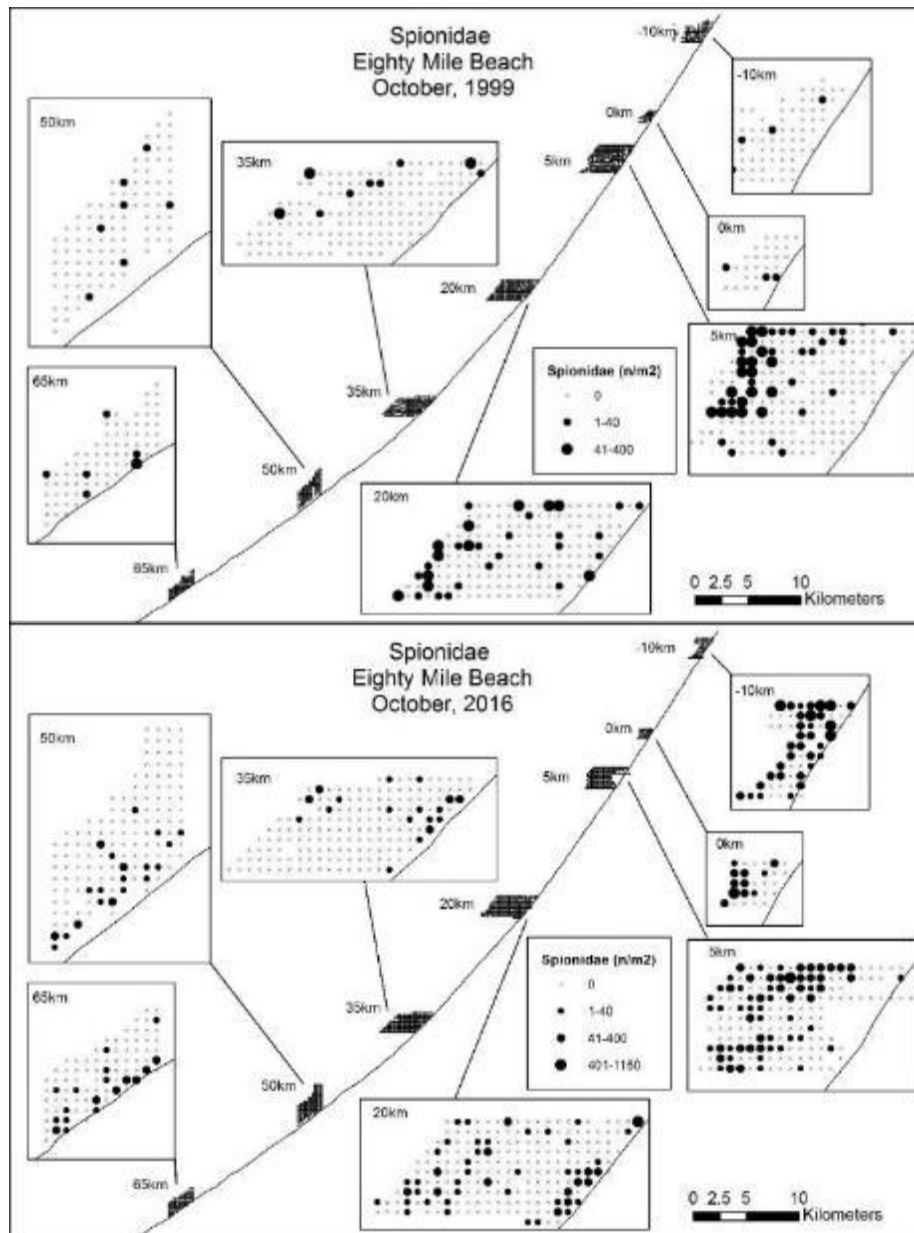 Spionidae
Eighty Mile Beach
October, 1999
-10km
-10km
50km
0km
35km
5km
0km
20km
5km
Spionidae (n/m2)
0
1-40
41-400
65km
35km
50km
20km
65km
0 2.5 5 10
Kilometers
Spionidae
Eighty Mile Beach
October, 2016
-10km
-10km
50km
0km
35km
5km
0km
20km
5km
Spionidae (n/m2)
0
1-40
41-400
401-1160
65km
35km
50km
20km
65km
0 2.5 5 10
Kilometers